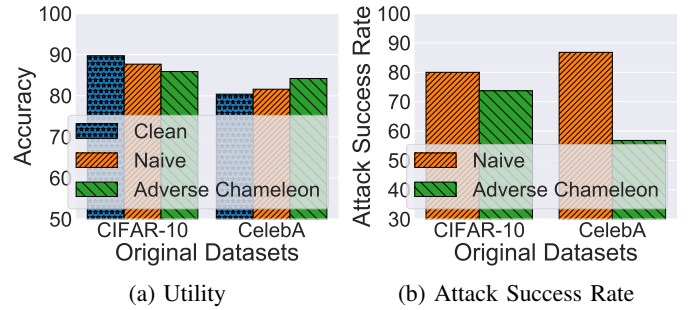 Accuracy
100
90
80
70
60
50
Clean
Naive
Adverse Chameleon
CIFAR-10 CelebA
Original Datasets
(a) Utility
Attack Success Rate
100
90
80
70
60
50
40
30
Naive
Adverse Chameleon
CIFAR-10 CelebA
Original Datasets
(b) Attack Success Rate